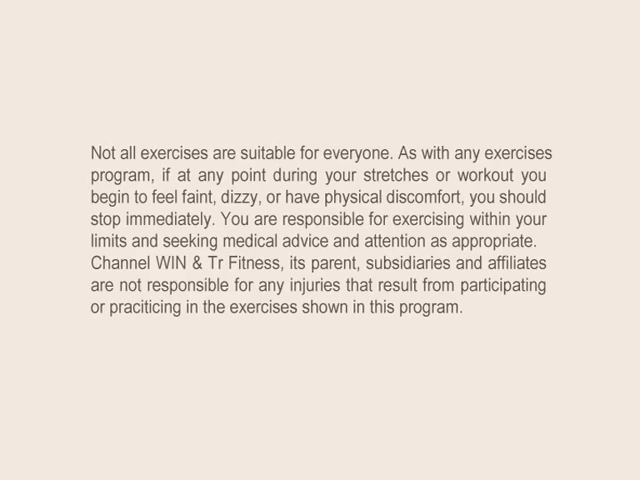 Not all exercises are suitable for everyone. As with any exercises
program, if at any point during your stretches or workout you
begin to feel faint, dizzy, or have physical discomfort, you should
stop immediately. You are responsible for exercising within your
limits and seeking medical advice and attention as appropriate.
Channel WIN & Tr Fitness, its parent, subsidiaries and affiliates
are not responsible for any injuries that result from participating
or praciticing in the exercises shown in this program.